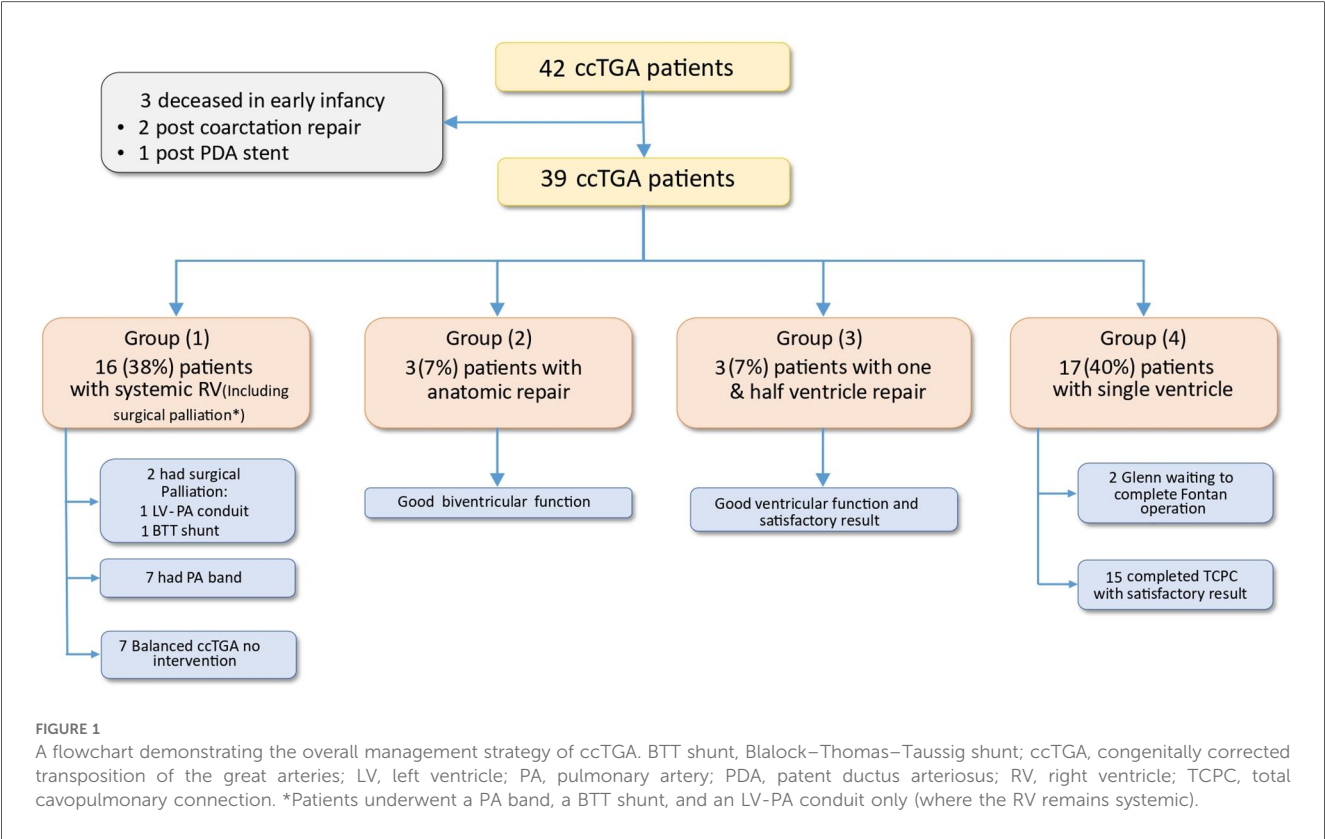 42 ccTGA patients
3 deceased in early infancy
• 2 post coarctation repair
• 1 post PDA stent
39 ccTGA patients
Group (1)
16 (38%) patients
with systemic RV(Including
surgical palliation*)
Group (2)
3(7%) patients with
anatomic repair
Group (3)
3(7%) patients with one
& half ventricle repair
Group (4)
17(40%) patients
with single ventricle
2 had surgical
Palliation:
1 LV-PA conduit
1 BTT shunt
7 had PA band
7 Balanced ccTGA no
intervention
Good biventricular function
Good ventricular function and
satisfactory result
2 Glenn waiting to
complete Fontan
operation
15 completed TCPC
with satisfactory result
FIGURE 1
A flowchart demonstrating the overall management strategy of ccTGA. BTT shunt, Blalock–Thomas–Taussig shunt; ccTGA, congenitally corrected
transposition of the great arteries; LV, left ventricle; PA, pulmonary artery; PDA, patent ductus arteriosus; RV, right ventricle; TCPC, total
cavopulmonary connection. *Patients underwent a PA band, a BTT shunt, and an LV-PA conduit only (where the RV remains systemic).